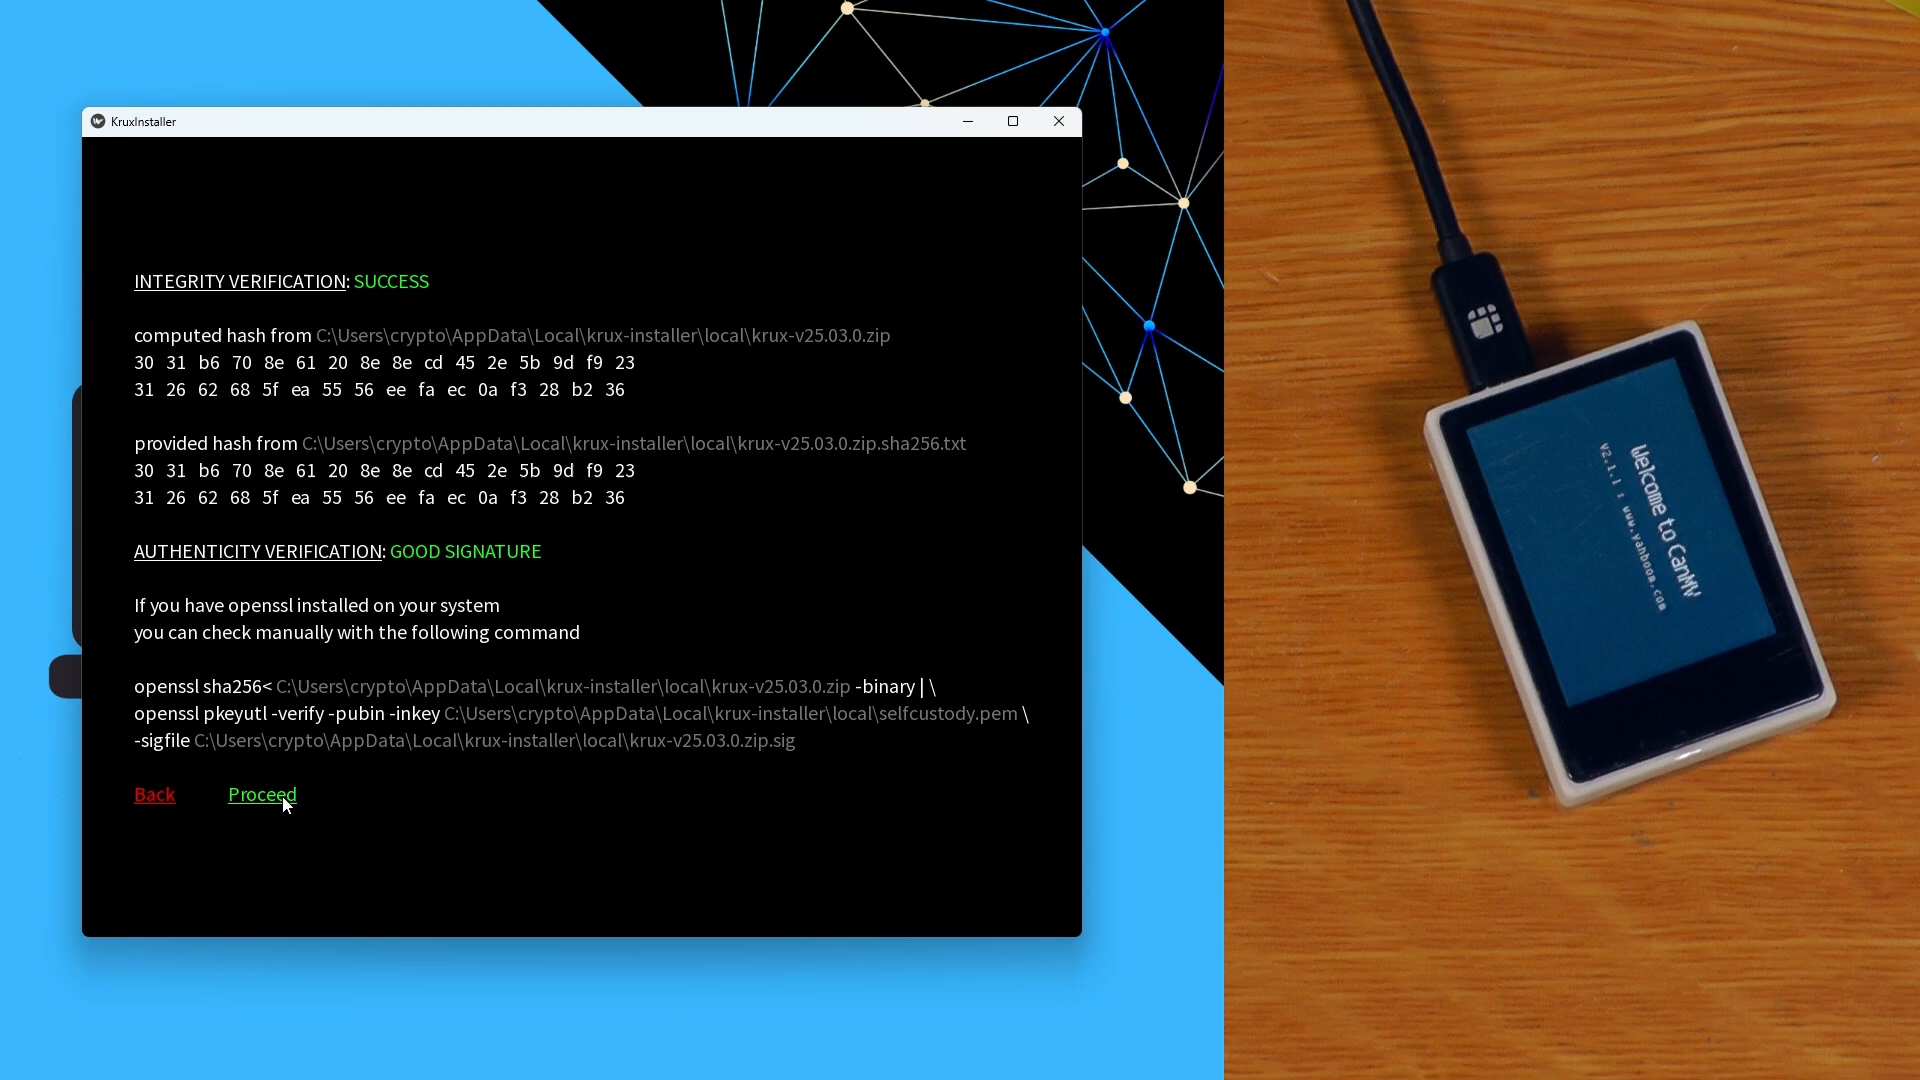 KruxInstaller
INTEGRITY VERIFICATION: SUCCESS
computed hash from C:\Users\crypto\AppData\Local\krux-installer\local\krux-v25.03.0.zip
30 31 b6 70 8e 61 20 8e 8e cd 45 2e 5b 9d f9 23
31 26 62 68 5f ea 55 56 ee fa ec 0a f3 28 b2 36
provided hash from C:\Users\crypto\AppData\Local\krux-installer\local\krux-v25.03.0.zip.sha256.txt
30 31 b6 70 8e 61 20 8e 8e cd 45 2e 5b 9d f9 23
31 26 62 68 5f ea 55 56 ee fa ec 0a f3 28 b2 36
AUTHENTICITY VERIFICATION: GOOD SIGNATURE
If you have openssl installed on your system
you can check manually with the following command
openssl sha256< C:\Users\crypto\AppData\Local\krux-installer\local\krux-v25.03.0.zip -binary | \
openssl pkeyutl -verify -pubin -inkey C:\Users\crypto\AppData\Local\krux-installer\local\selfcustody.pem \
-sigfile C:\Users\crypto\AppData\Local\krux-installer\local\krux-v25.03.0.zip.sig
Back Proceed
Welcome to CanMV
V2.1.1 : www.yahboom.com